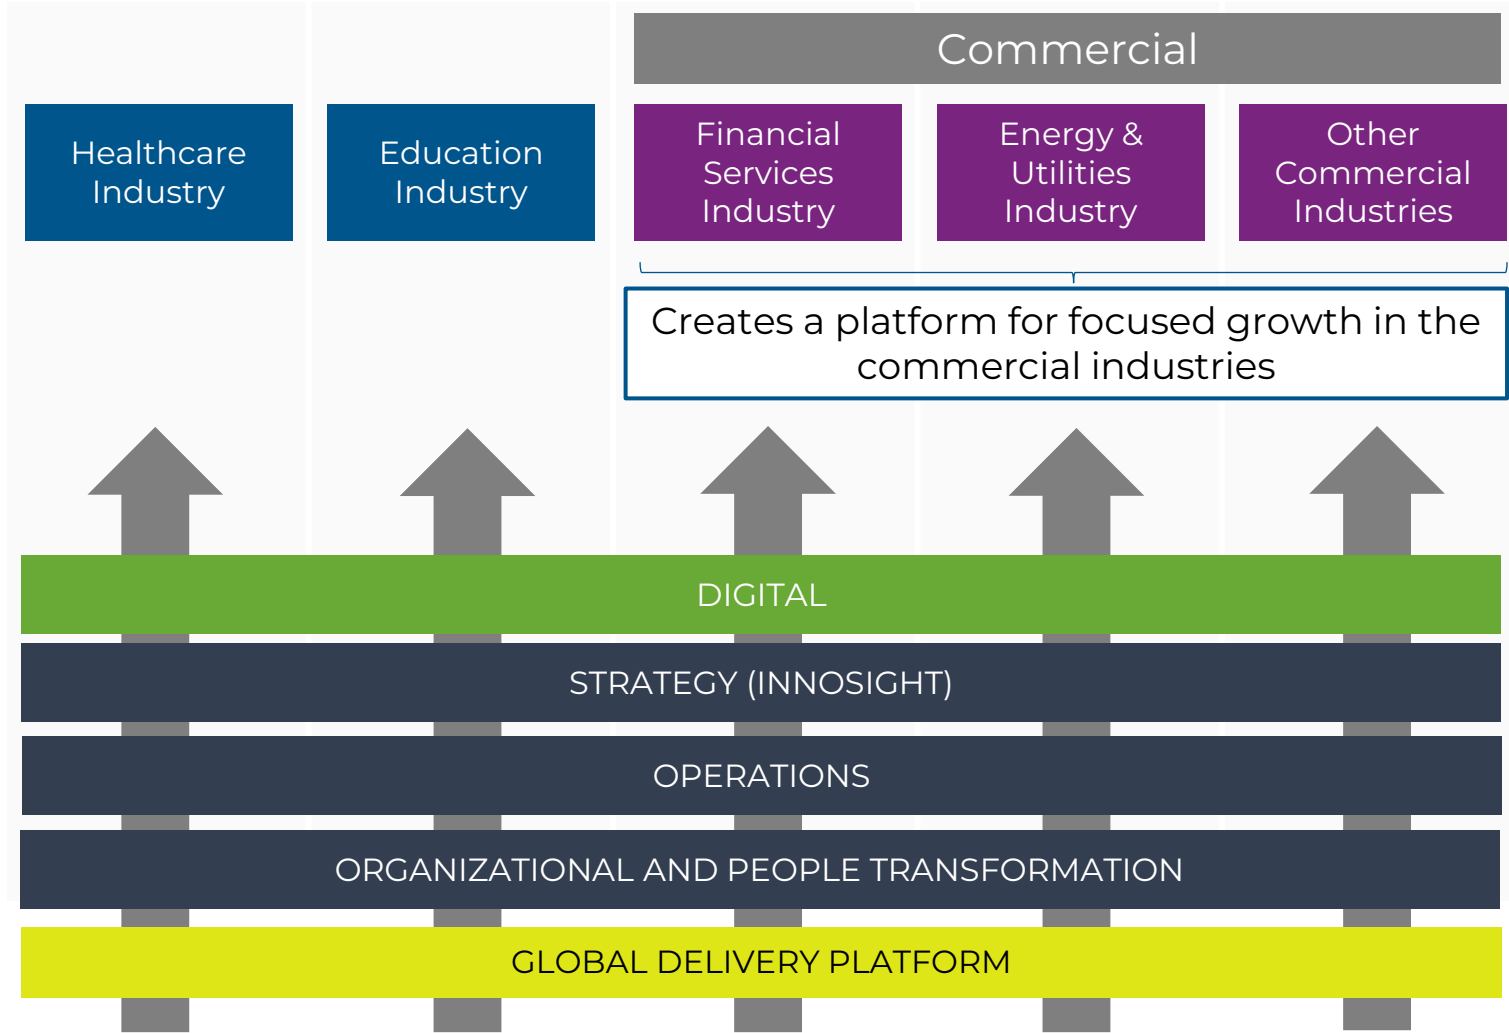 Commercial
Healthcare
Industry
Education
Industry
Financial
Services
Industry
Energy &
Utilities
Industry
Other
Commercial
Industries
Creates a platform for focused growth in the
commercial industries
DIGITAL
STRATEGY (INNOSIGHT)
OPERATIONS
ORGANIZATIONAL AND PEOPLE TRANSFORMATION
GLOBAL DELIVERY PLATFORM